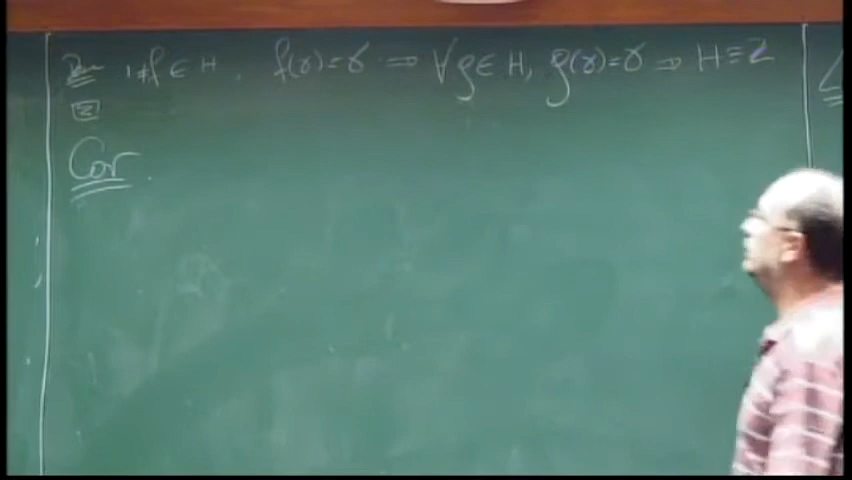 1 ≠ f ∈ H. f(γ) = γ ⇒ ∀ g ∈ H, g(γ) = γ ⇒ H ≅ Z
Cor.